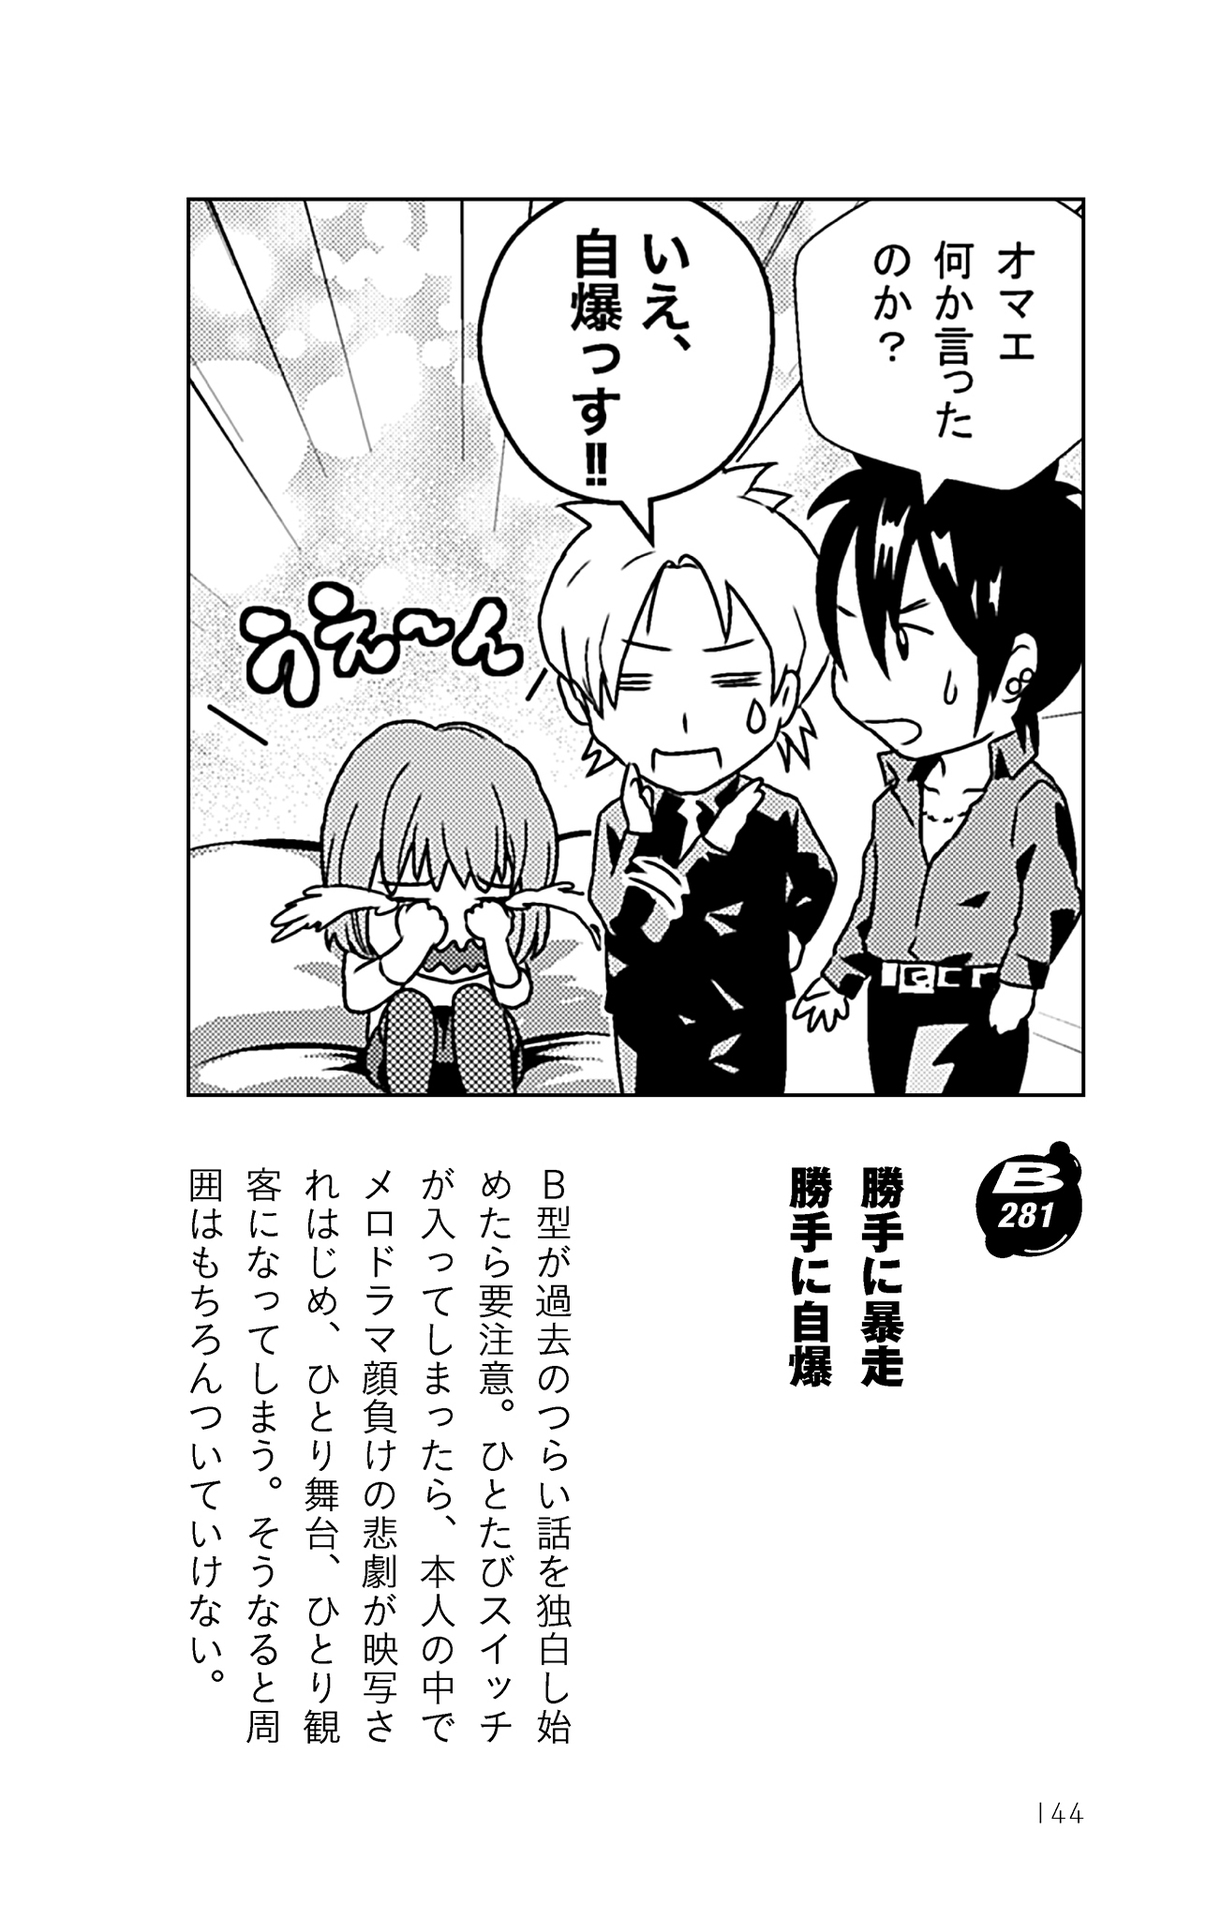 オマエ
何か言った
のか？
いえ、
自爆っす!!
うえ〜ん
B
281
勝手に暴走
勝手に自爆
Ｂ型が過去のつらい話を独白し始
めたら要注意。ひとたびスイッチ
が入ってしまったら、本人の中で
メロドラマ顔負けの悲劇が映写さ
れはじめ、ひとり舞台、ひとり観
客になってしまう。そうなると周
囲はもちろんついていけない。
144